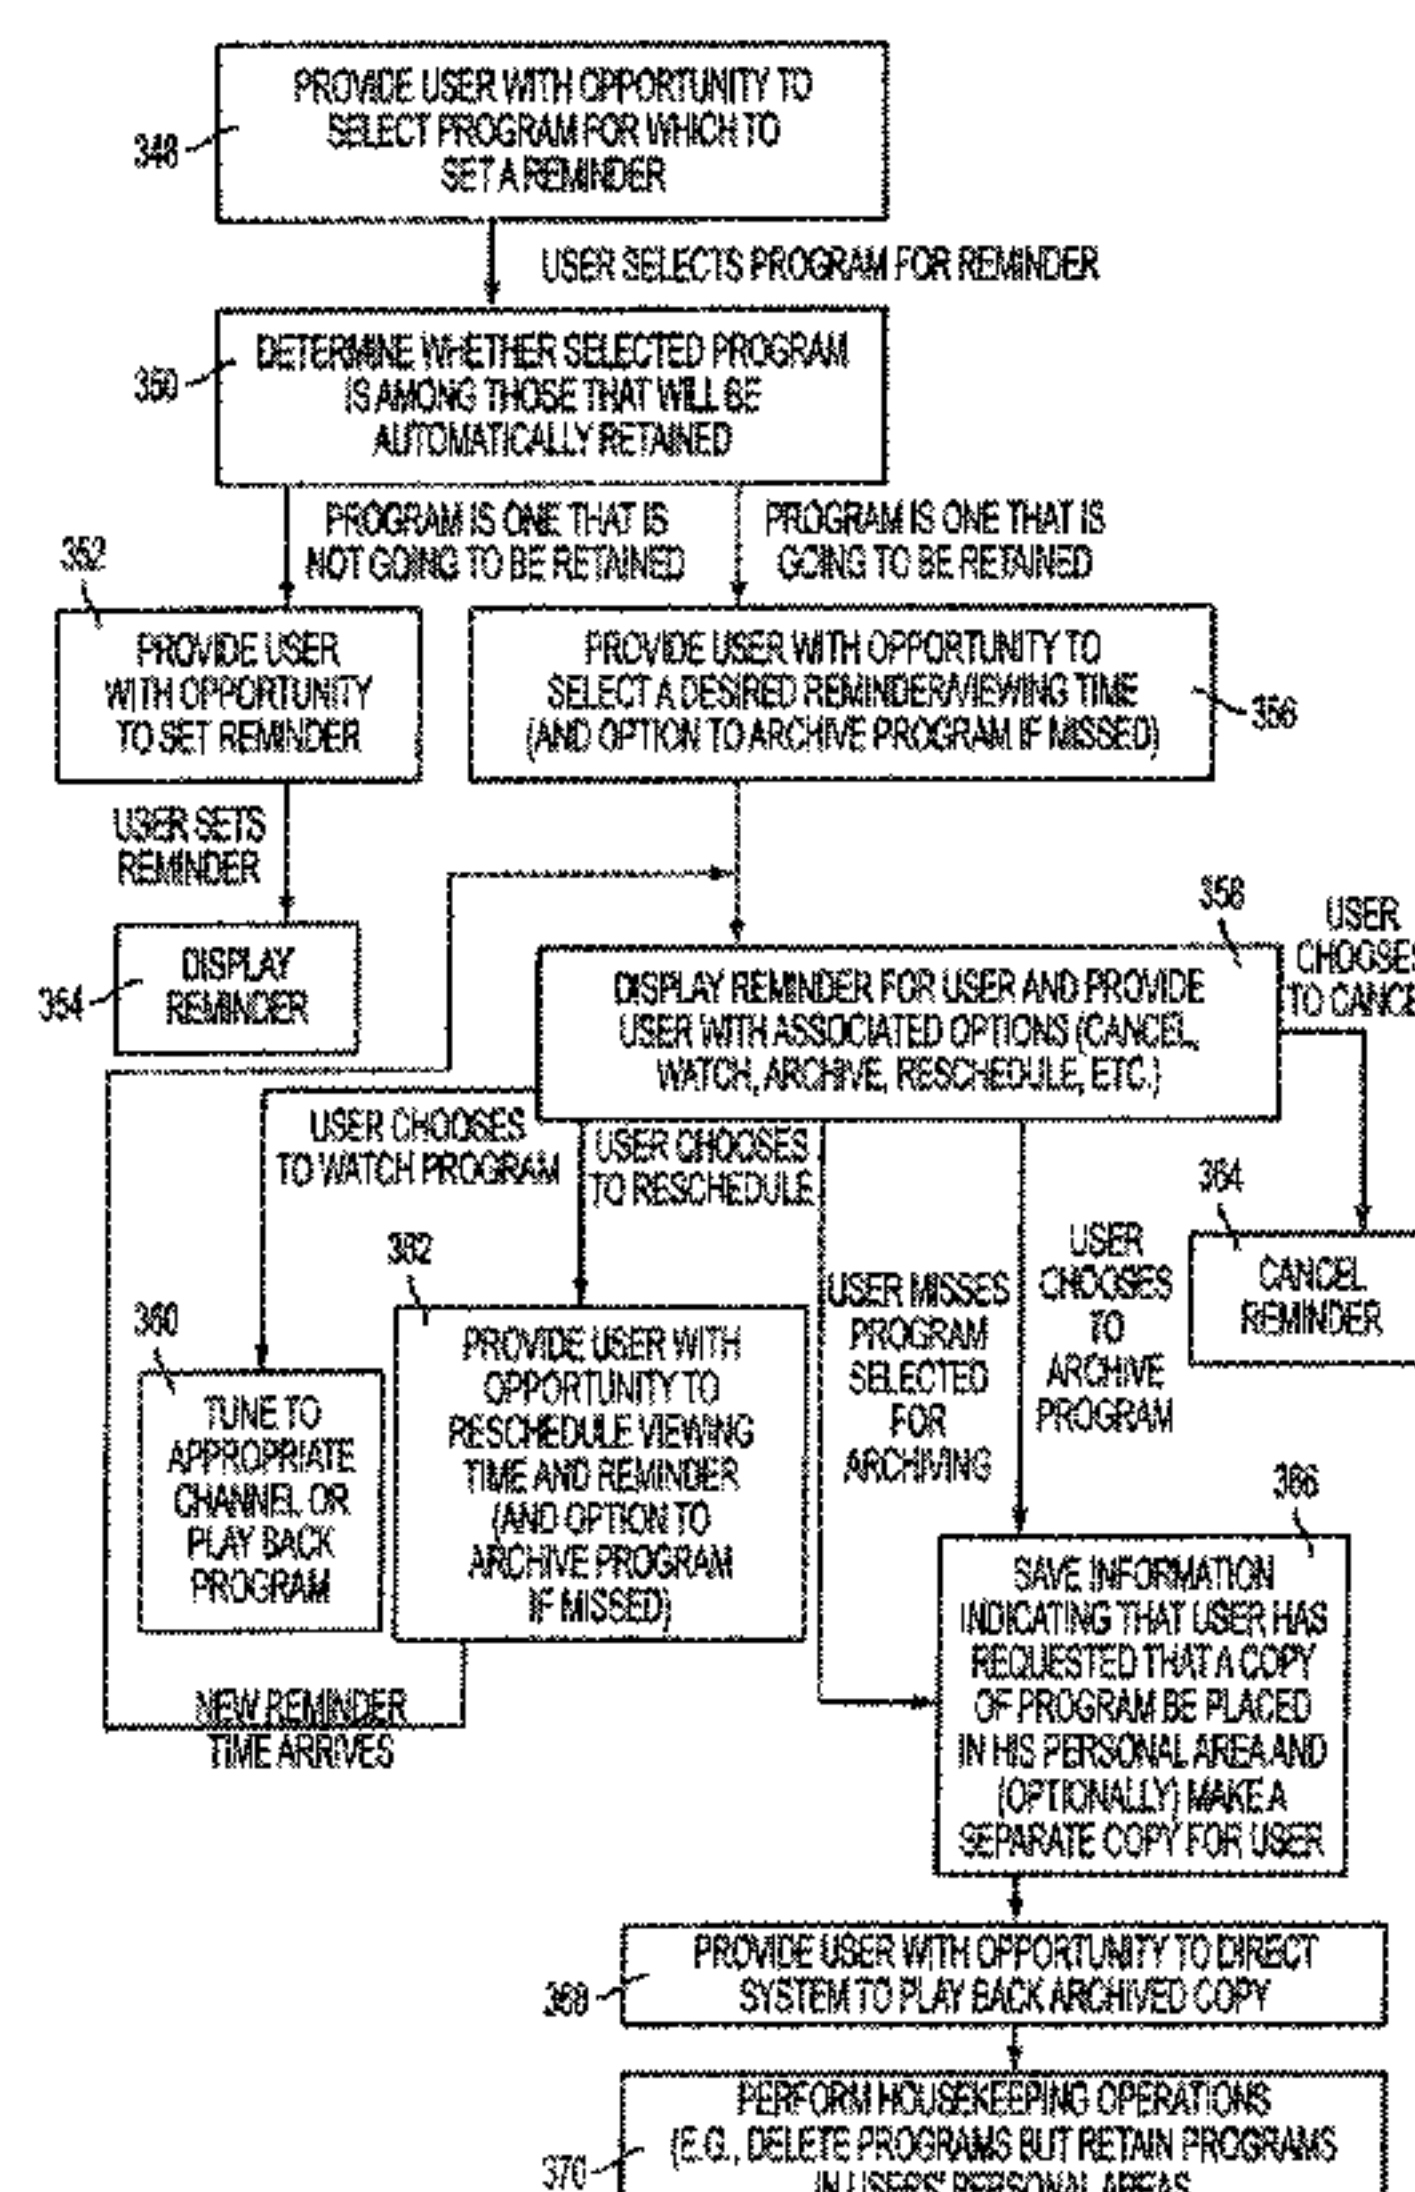 PROVIDE USER WITH OPPORTUNITY TO
SELECT PROGRAM FOR WHICH TO
SET A REMINDER
348
USER SELECTS PROGRAM FOR REMINDER
DETERMINE WHETHER SELECTED PROGRAM
IS AMONG THOSE THAT WILL BE
AUTOMATICALLY RETAINED
350
PROGRAM IS ONE THAT IS
NOT GOING TO BE RETAINED
PROGRAM IS ONE THAT IS
GOING TO BE RETAINED
352
PROVIDE USER
WITH OPPORTUNITY
TO SET REMINDER
PROVIDE USER WITH OPPORTUNITY TO
SELECT A DESIRED REMINDER/VIEWING TIME
(AND OPTION TO ARCHIVE PROGRAM IF MISSED)
356
USER SETS
REMINDER
358
USER
CHOOSES
TO CANCE
DISPLAY
REMINDER
354
DISPLAY REMINDER FOR USER AND PROVIDE
USER WITH ASSOCIATED OPTIONS (CANCEL,
WATCH, ARCHIVE, RESCHEDULE, ETC.)
USER CHOOSES
TO WATCH PROGRAM
USER CHOOSES
TO RESCHEDULE
364
CANCEL
REMINDER
USER MISSES
PROGRAM
SELECTED
FOR
ARCHIVING
USER
CHOOSES
TO
ARCHIVE
PROGRAM
362
360
TUNE TO
APPROPRIATE
CHANNEL OR
PLAY BACK
PROGRAM
PROVIDE USER WITH
OPPORTUNITY TO
RESCHEDULE VIEWING
TIME AND REMINDER
(AND OPTION TO
ARCHIVE PROGRAM
IF MISSED)
366
SAVE INFORMATION
INDICATING THAT USER HAS
REQUESTED THAT A COPY
OF PROGRAM BE PLACED
IN HIS PERSONAL AREA AND
(OPTIONALLY) MAKE A
SEPARATE COPY FOR USER
NEW REMINDER
TIME ARRIVES
PROVIDE USER WITH OPPORTUNITY TO DIRECT
SYSTEM TO PLAY BACK ARCHIVED COPY
368
PERFORM HOUSEKEEPING OPERATIONS
(E.G., DELETE PROGRAMS BUT RETAIN PROGRAMS
IN USERS' PERSONAL AREAS
370